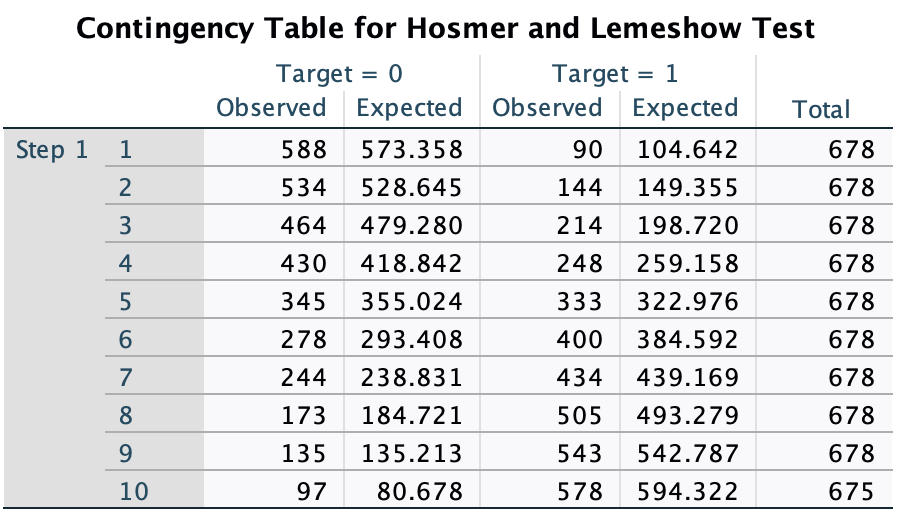 Contingency Table for Hosmer and Lemeshow Test
Target = 0 Target = 1
Observed Expected Observed Expected Total
Step 1 1 588 573.358 90 104.642 678
2 534 528.645 144 149.355 678
3 464 479.280 214 198.720 678
4 430 418.842 248 259.158 678
5 345 355.024 333 322.976 678
6 278 293.408 400 384.592 678
7 244 238.831 434 439.169 678
8 173 184.721 505 493.279 678
9 135 135.213 543 542.787 678
10 97 80.678 578 594.322 675